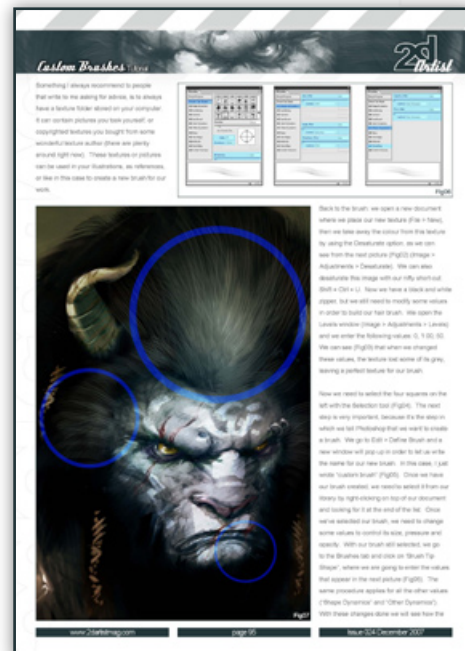 Custom Brushes Tutorial
2d Artist
Something I always recommend to people
that write to me asking for advice, is to always
have a texture folder stored on your computer.
It can contain pictures you took yourself, or
copyrighted textures you bought from some
wonderful texture author (there are plenty
around right now). These textures or pictures
can be used in your illustrations, as references,
or like in this case to create a new brush for our
work.
Fig06
Back to the brush: we open a new document
where we place our new texture (File > New),
then we take away the colour from this texture
by using the Desaturate option, as we can
see from the next picture (Fig02) (Image >
Adjustments > Desaturate). We can also
desaturate this image with our nifty short-cut:
Shift + Ctrl + U. Now we have a black and white
zipper, but we still need to modify some values
in order to build our hair brush. We open the
Levels window (Image > Adjustments > Levels)
and we enter the following values: 0, 1.00,
We can see (Fig03) that when we changed
these values, the texture lost some of its grey,
leaving a perfect texture for our brush.
Now we need to select the four squares on the
left with the Selection tool (Fig04). The next
step is very important, because it's the step in
which we tell Photoshop that we want to create
a brush. We go to Edit > Define Brush and a
new window will pop up in order to let us write
the name for our new brush. In this case, I just
wrote "custom brush" (Fig05). Once we have
our brush created, we need to select it from our
library by right-clicking on top of our document
and looking for it at the end of the list. Once
we've selected our brush, we need to change
some values to control its size, pressure and
opacity. With our brush still selected, we go
to the Brushes tab and click on "Brush Tip
Shape", where we are going to enter the values
that appear in the next picture (Fig06). The
same procedure applies for all the other values
("Shape Dynamics" and "Other Dynamics").
With these changes done we will see how the
Fig07
www.2dartistmag.com
page 95
issue 024 December 2007